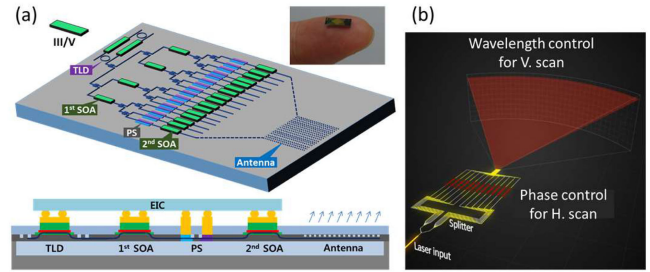 (a)
III/V
TLD
1st SOA
PS
2nd SOA
Antenna
EIC
TLD
1st SOA
PS
2nd SOA
Antenna
(b)
Wavelength control
for V. scan
Phase control
for H. scan
Splitter
Laser input